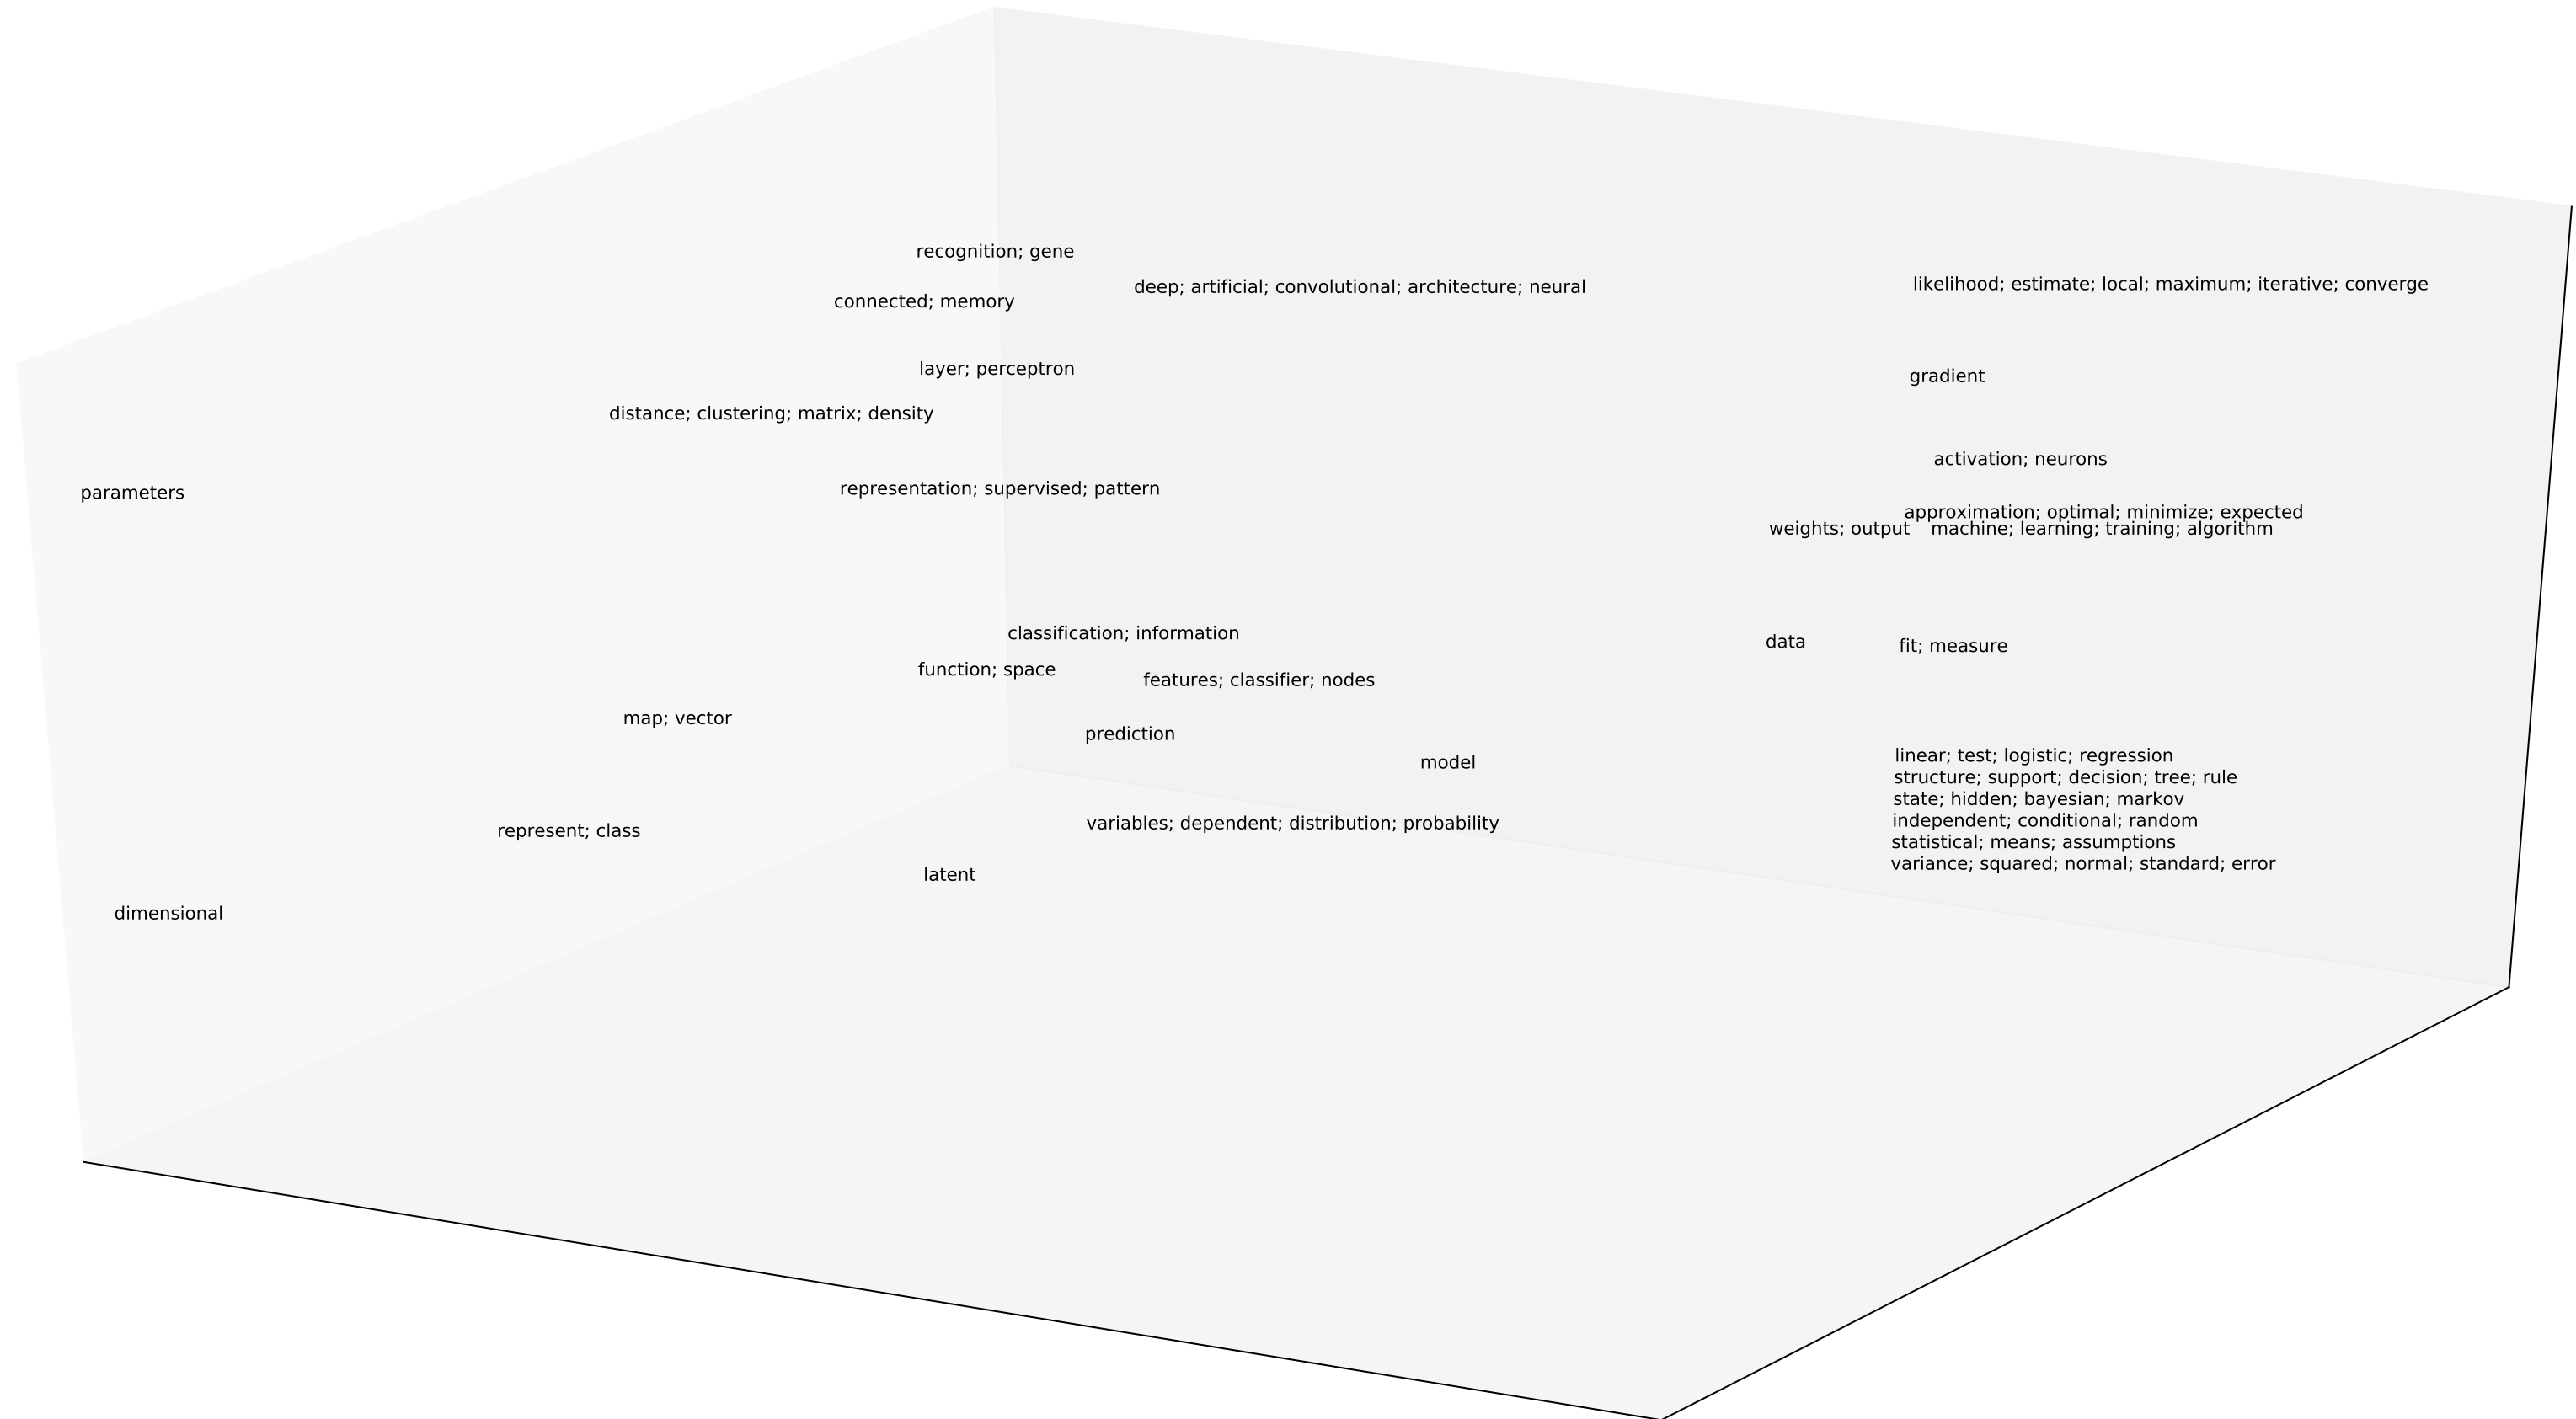 recognition; gene
deep; artificial; convolutional; architecture; neural
likelihood; estimate; local; maximum; iterative; converge
connected; memory
layer; perceptron
gradient
distance; clustering; matrix; density
activation; neurons
parameters
representation; supervised; pattern
approximation; optimal; minimize; expected
weights; output
machine; learning; training; algorithm
classification; information
data
fit; measure
function; space
features; classifier; nodes
map; vector
prediction
model
linear; test; logistic; regression
structure; support; decision; tree; rule
state; hidden; bayesian; markov
variables; dependent; distribution; probability
independent; conditional; random
represent; class
statistical; means; assumptions
variance; squared; normal; standard; error
latent
dimensional